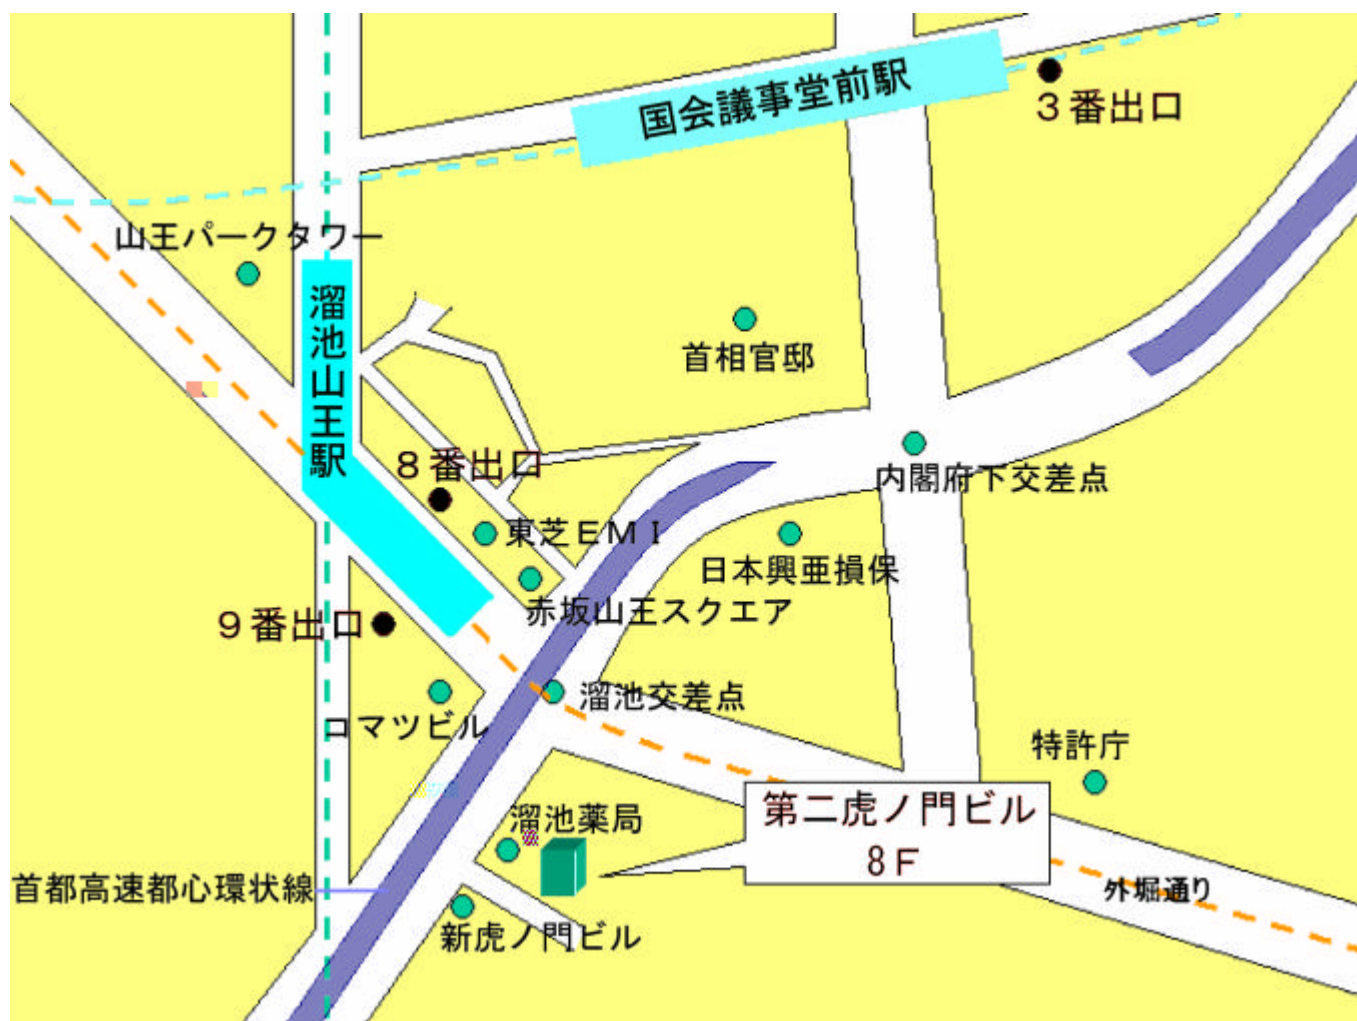 国会議事堂前駅
３番出口
山王パークタワー
溜池山王駅
首相官邸
８番出口
内閣府下交差点
東芝ＥＭＩ
日本興亜損保
赤坂山王スクエア
９番出口
溜池交差点
コマツビル
特許庁
第二虎ノ門ビル
８Ｆ
溜池薬局
首都高速都心環状線
外堀通り
新虎ノ門ビル